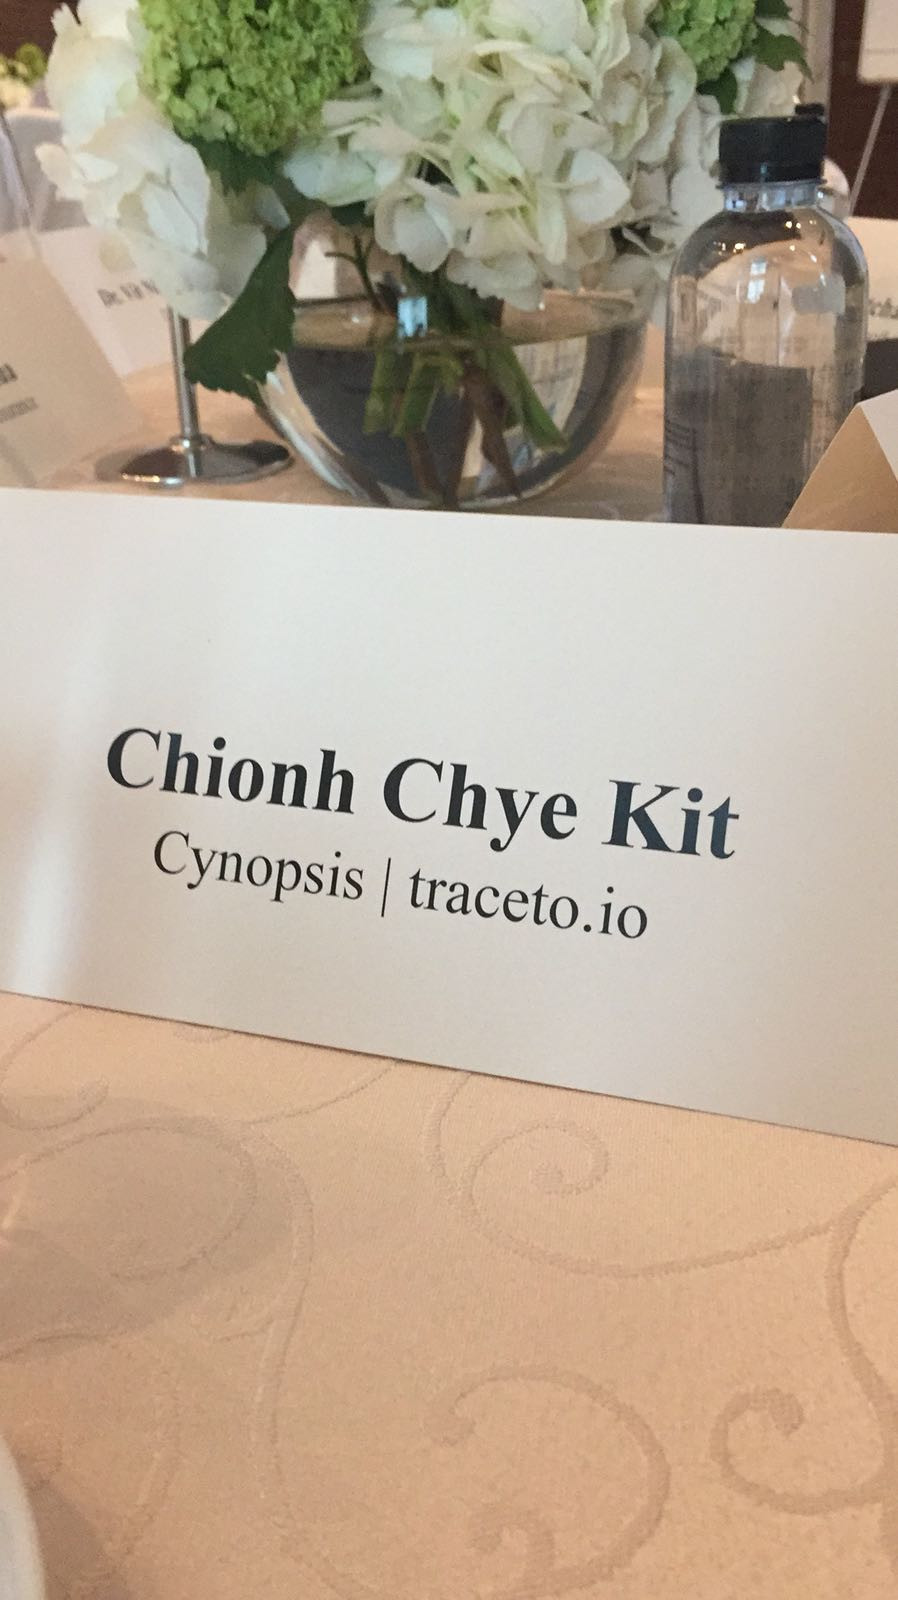 Chionh Chye Kit
Cynopsis | traceto.io